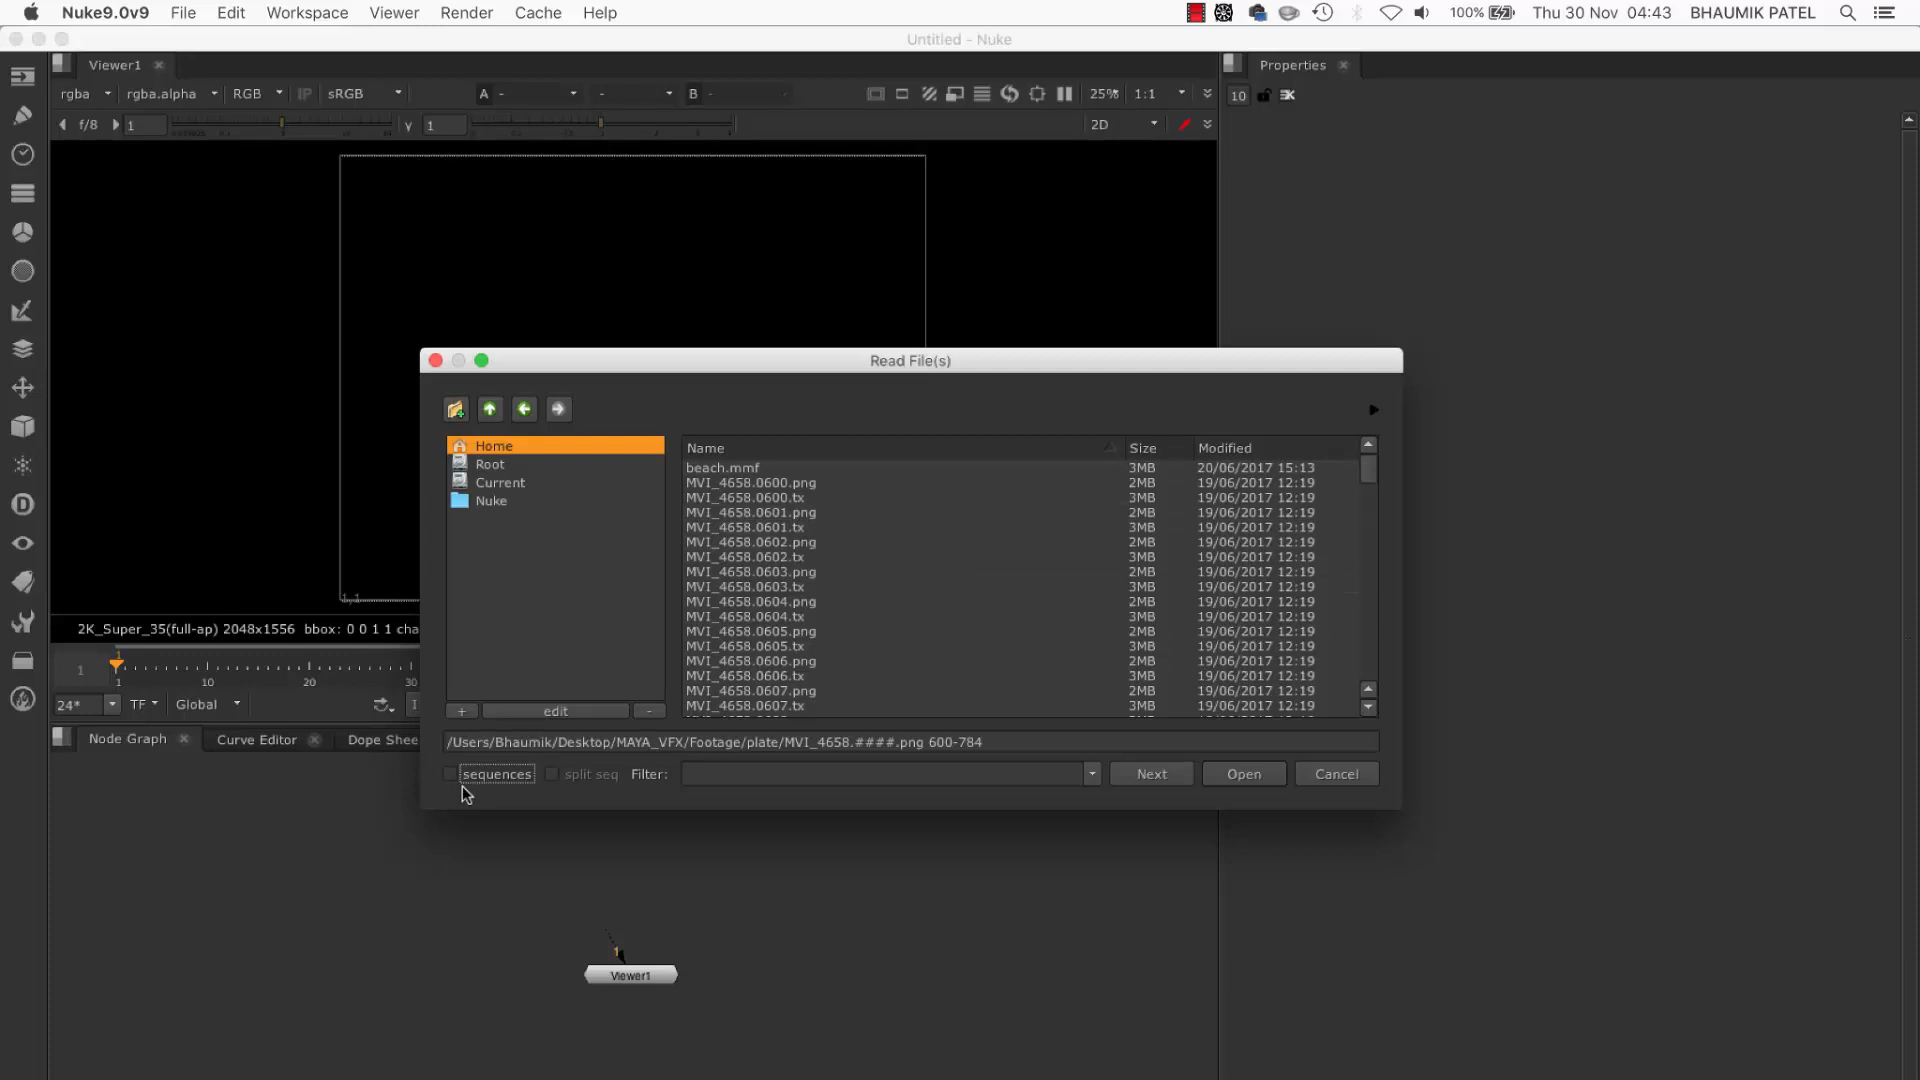 Nuke9.0v9 File Edit Workspace Viewer Render Cache Help 100% Thu 30 Nov 04:43 BHAUMIK PATEL
Untitled - Nuke
Viewer1
Properties
rgba rgba.alpha RGB IP sRGB A - - B - 25% 1:1
10
f/8 1 Y 1 2D
Read File(s)
Home
Root
Current
Nuke
+ edit -
Name Size Modified
beach.mmf 3MB 20/06/2017 15:13
MVI_4658.0600.png 2MB 19/06/2017 12:19
MVI_4658.0600.tx 3MB 19/06/2017 12:19
MVI_4658.0601.png 2MB 19/06/2017 12:19
MVI_4658.0601.tx 3MB 19/06/2017 12:19
MVI_4658.0602.png 2MB 19/06/2017 12:19
MVI_4658.0602.tx 3MB 19/06/2017 12:19
MVI_4658.0603.png 2MB 19/06/2017 12:19
MVI_4658.0603.tx 3MB 19/06/2017 12:19
MVI_4658.0604.png 2MB 19/06/2017 12:19
MVI_4658.0604.tx 3MB 19/06/2017 12:19
MVI_4658.0605.png 2MB 19/06/2017 12:19
MVI_4658.0605.tx 3MB 19/06/2017 12:19
MVI_4658.0606.png 2MB 19/06/2017 12:19
MVI_4658.0606.tx 3MB 19/06/2017 12:19
MVI_4658.0607.png 2MB 19/06/2017 12:19
MVI_4658.0607.tx 3MB 19/06/2017 12:19
/Users/Bhaumik/Desktop/MAYA_VFX/Footage/plate/MVI_4658.####.png 600-784
sequences split seq Filter: Next Open Cancel
1,1
2K_Super_35(full-ap) 2048x1556 bbox: 0 0 1 1 cha
1 1
1 10 20 30
24* TF Global I
Node Graph Curve Editor Dope Shee
1
Viewer1